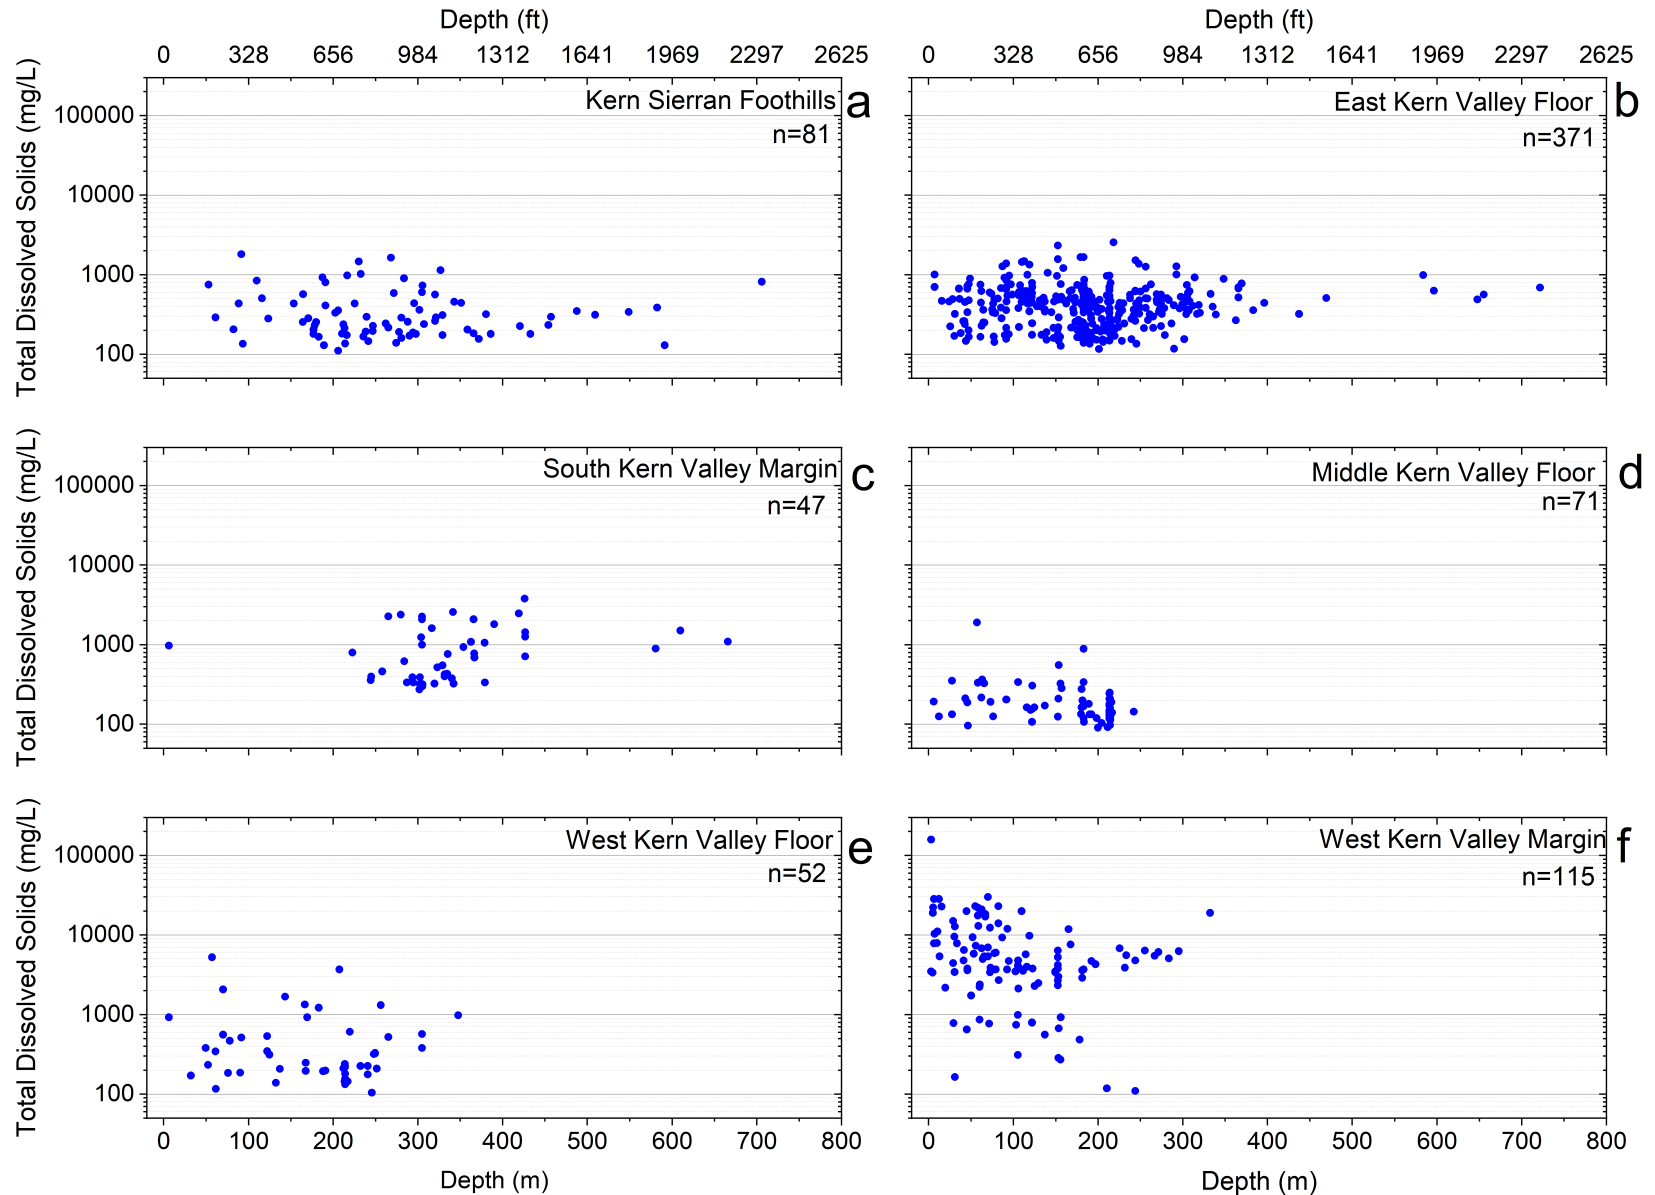 Depth (ft) Depth (ft)
0 328 656 984 1312 1641 1969 2297 2625 0 328 656 984 1312 1641 1969 2297 2625
Total Dissolved Solids (mg/L)
100000
10000
1000
100
Kern Sierran Foothills a
n=81
East Kern Valley Floor b
n=371
Total Dissolved Solids (mg/L)
100000
10000
1000
100
South Kern Valley Margin c
n=47
Middle Kern Valley Floor d
n=71
Total Dissolved Solids (mg/L)
100000
10000
1000
100
West Kern Valley Floor e
n=52
West Kern Valley Margin f
n=115
0 100 200 300 400 500 600 700 800 0 100 200 300 400 500 600 700 800
Depth (m) Depth (m)